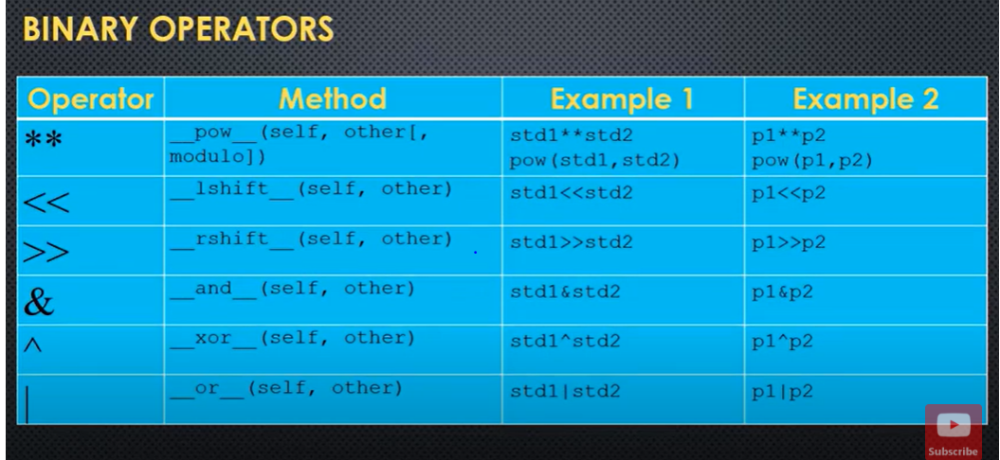 BINARY OPERATORS
Operator Method Example 1 Example 2
** __pow__(self, other[, modulo]) std1**std2 pow(std1,std2) p1**p2 pow(p1,p2)
<< __lshift__(self, other) std1<<std2 p1<<p2
>> __rshift__(self, other) std1>>std2 p1>>p2
& __and__(self, other) std1&std2 p1&p2
^ __xor__(self, other) std1^std2 p1^p2
| __or__(self, other) std1|std2 p1|p2
Subscribe